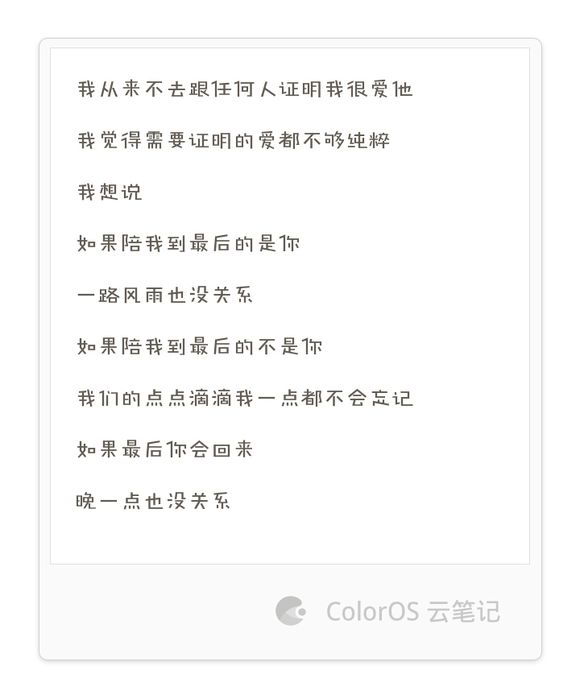 我从来不去跟任何人证明我很爱他
我觉得需要证明的爱都不够纯粹
我想说
如果陪我到最后的是你
一路风雨也没关系
如果陪我到最后的不是你
我们的点点滴滴我一点都不会忘记
如果最后你会回来
晚一点也没关系
ColorOS 云笔记